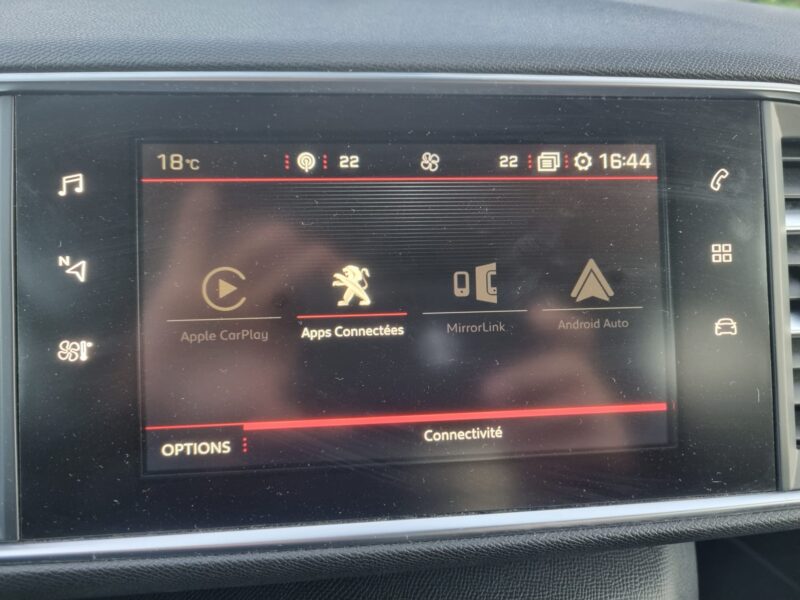 18°C 22 22 16:44
N
Apple CarPlay Apps Connectées MirrorLink Android Auto
OPTIONS Connectivité